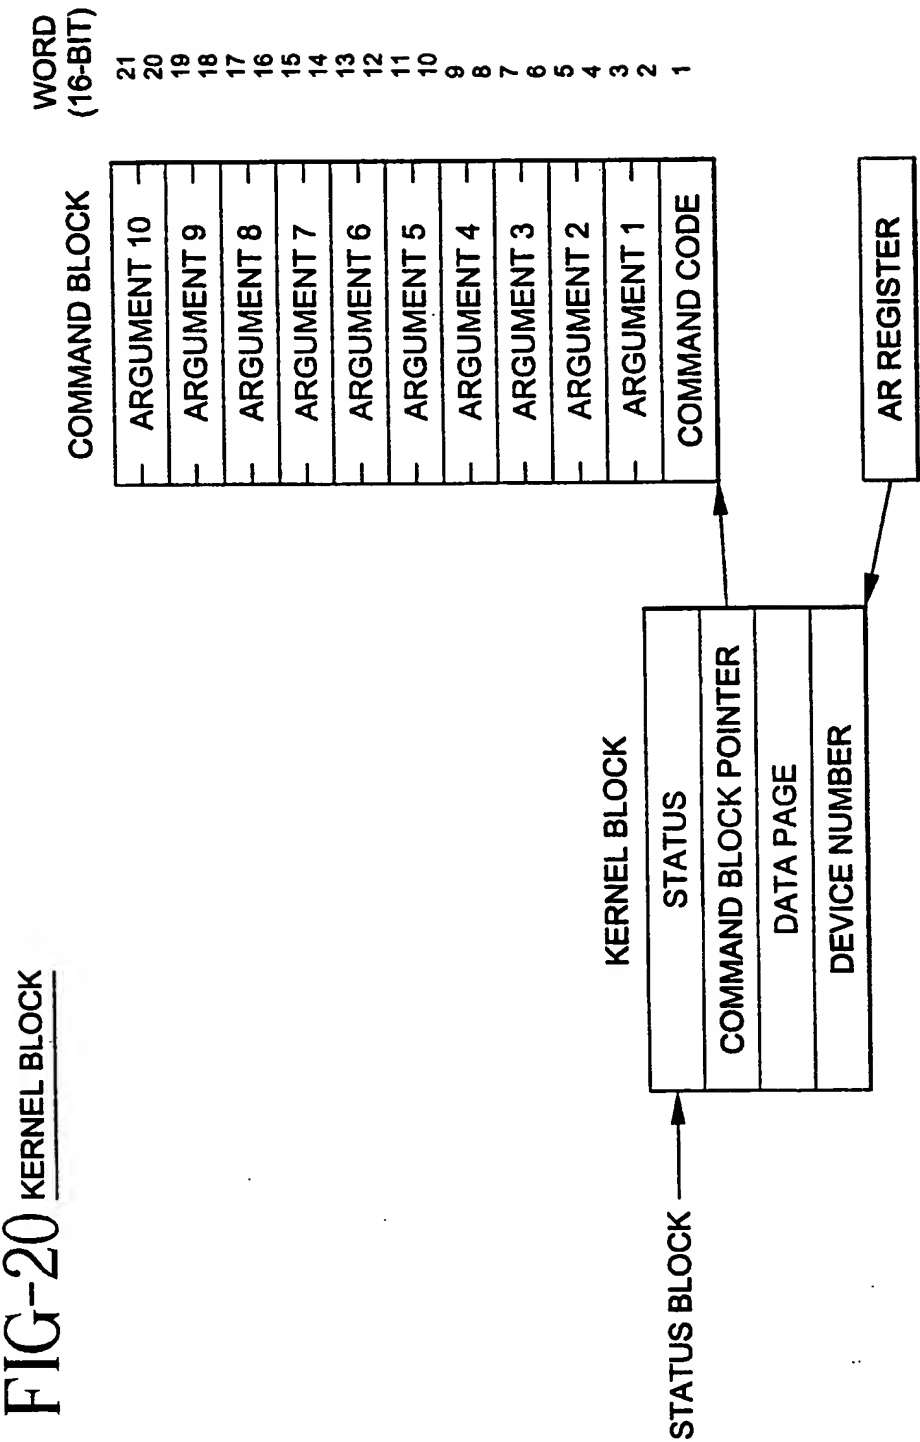 FIG-20 KERNEL BLOCK
COMMAND BLOCK
WORD
(16-BIT)
ARGUMENT 10
21
20
ARGUMENT 9
19
18
ARGUMENT 8
17
16
ARGUMENT 7
15
14
ARGUMENT 6
13
12
ARGUMENT 5
11
10
ARGUMENT 4
9
8
ARGUMENT 3
7
6
ARGUMENT 2
5
4
ARGUMENT 1
3
2
COMMAND CODE
1
KERNEL BLOCK
STATUS BLOCK
STATUS
COMMAND BLOCK POINTER
DATA PAGE
DEVICE NUMBER
AR REGISTER